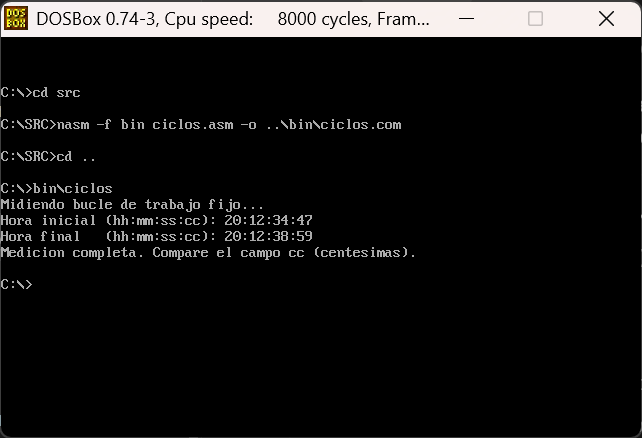 DOS
BOX
DOSBox 0.74-3, Cpu speed:     8000 cycles, Fram...
C:\>cd src
C:\SRC>nasm -f bin ciclos.asm -o ..\bin\ciclos.com
C:\SRC>cd ..
C:\>bin\ciclos
Midiendo bucle de trabajo fijo...
Hora inicial (hh:mm:ss:cc): 20:12:34:47
Hora final   (hh:mm:ss:cc): 20:12:38:59
Medicion completa. Compare el campo cc (centesimas).
C:\>